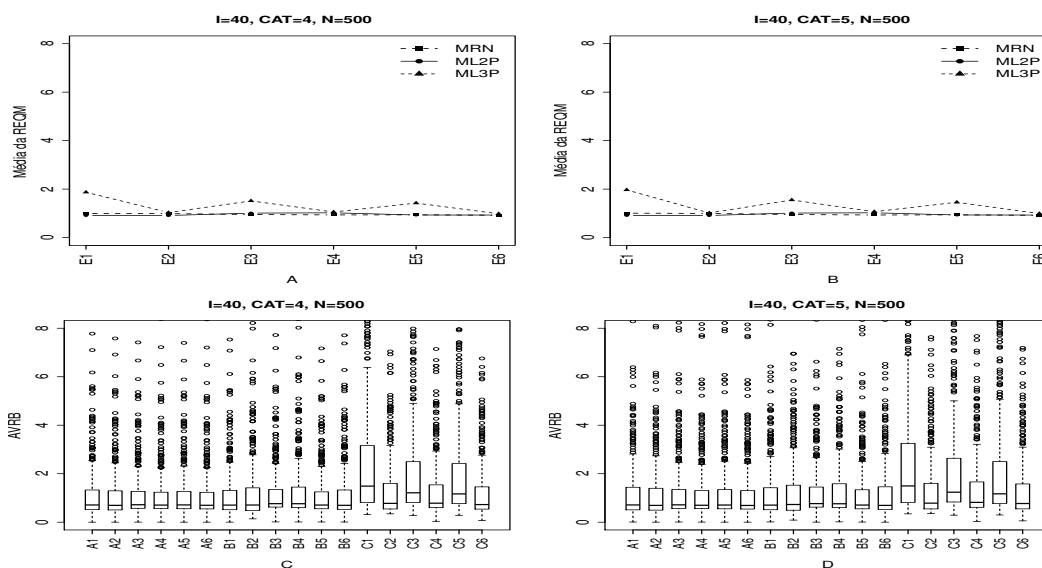 I=40, CAT=4, N=500
Média da REQM
8
6
4
2
0
MRN
ML2P
ML3P
E1 E2 E3 E4 E5 E6
A
I=40, CAT=5, N=500
Média da REQM
8
6
4
2
0
MRN
ML2P
ML3P
E1 E2 E3 E4 E5 E6
B
I=40, CAT=4, N=500
AVRB
8
6
4
2
0
A1 A2 A3 A4 A5 A6 B1 B2 B3 B4 B5 B6 C1 C2 C3 C4 C5 C6
C
I=40, CAT=5, N=500
AVRB
8
6
4
2
0
A1 A2 A3 A4 A5 A6 B1 B2 B3 B4 B5 B6 C1 C2 C3 C4 C5 C6
D